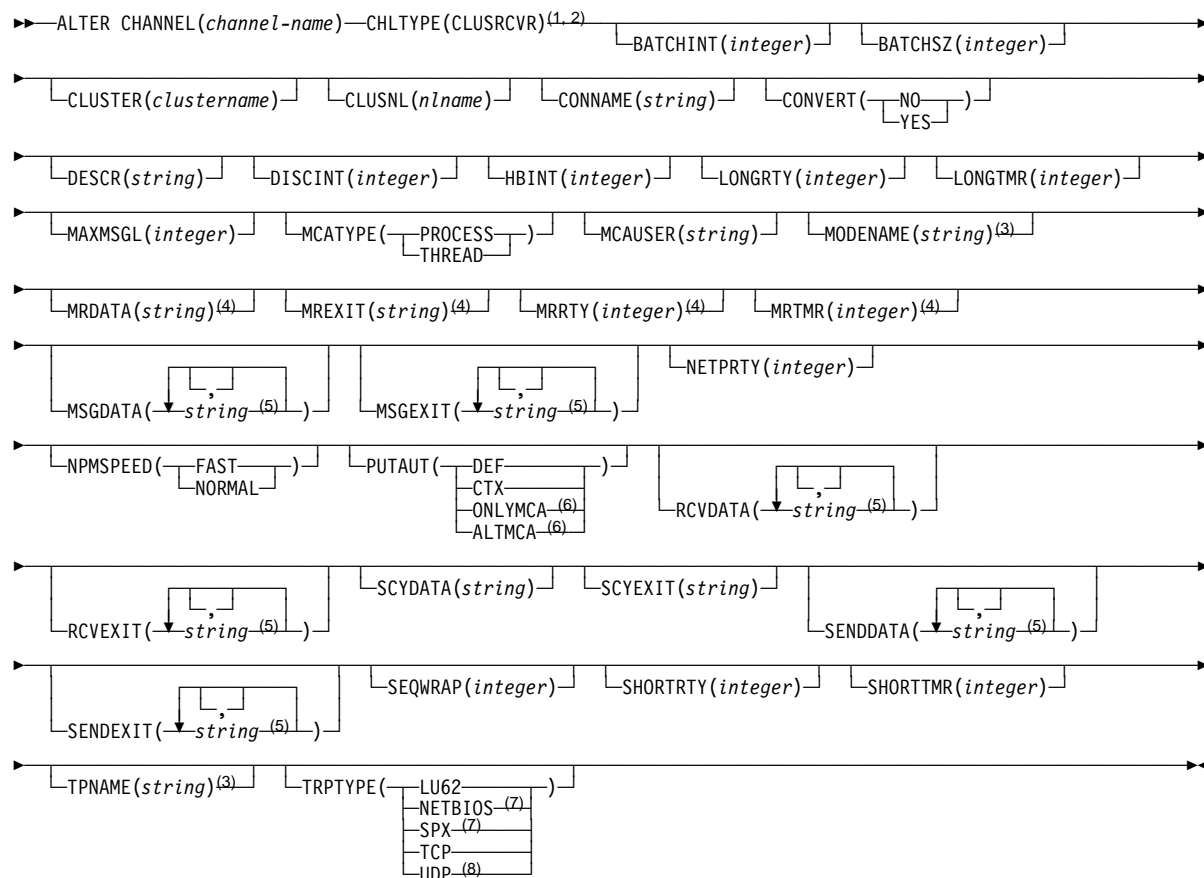 ALTER CHANNEL(channel-name) CHLTYPE(CLUSRCVR) (1, 2) BATCHINT(integer) BATCHSZ(integer)
CLUSTER(clustername) CLUSNL(nlname) CONNAME(string) CONVERT( NO )
YES
DESCR(string) DISCINT(integer) HBINT(integer) LONGRTY(integer) LONGTMR(integer)
MAXMSGL(integer) MCATYPE( PROCESS ) MCAUSER(string) MODENAME(string) (3)
THREAD
MRDATA(string) (4) MREXIT(string) (4) MRRTY(integer) (4) MRTMR(integer) (4)
, , NETPRTY(integer)
MSGDATA( string (5) ) MSGEXIT( string (5) )
NPMSPEED( FAST ) PUTAUT( DEF ) ,
NORMAL CTX RCVDATA( string (5) )
ONLYMCA (6)
ALTMCA (6)
, SCYDATA(string) SCYEXIT(string) ,
RCVEXIT( string (5) ) SENDDATA( string (5) )
, SEQWRAP(integer) SHORTRTY(integer) SHORTTMR(integer)
SENDEXIT( string (5) )
TPNAME(string) (3) TRPTYPE( LU62 )
NETBIOS (7)
SPX (7)
TCP
UDP (8)